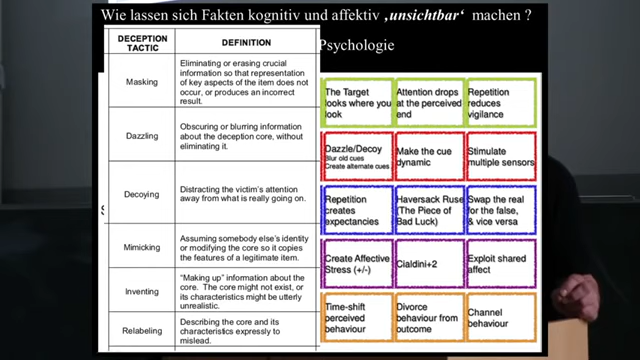 Wie lassen sich Fakten kognitiv und affektiv ‚unsichtbar‘ machen ?
Psychologie
DECEPTION
TACTIC
DEFINITION
Masking
Eliminating or erasing crucial
information so that representation
of key aspects of the item does not
occur, or produces an incorrect
result.
Dazzling
Obscuring or blurring information
about the deception core, without
eliminating it.
Decoying
Distracting the victim's attention
away from what is really going on.
Mimicking
Assuming somebody else's identity
or modifying the core so it copies
the features of a legitimate item.
Inventing
"Making up" information about the
core. The core might not exist, or
its characteristics might be utterly
unrealistic.
Relabeling
Describing the core and its
characteristics expressly to
mislead.
The Target
looks where you
look
Attention drops
at the perceived
end
Repetition
reduces
vigilance
Dazzle/Decoy
Blur old cues
Create alternate cues
Make the cue
dynamic
Stimulate
multiple sensors
Repetition
creates
expectancies
Haversack Ruse
(The Piece of
Bad Luck)
Swap the real
for the false,
& vice versa
Create Affective
Stress (+/-)
Cialdini+2
Exploit shared
affect
Time-shift
perceived
behaviour
Divorce
behaviour from
outcome
Channel
behaviour